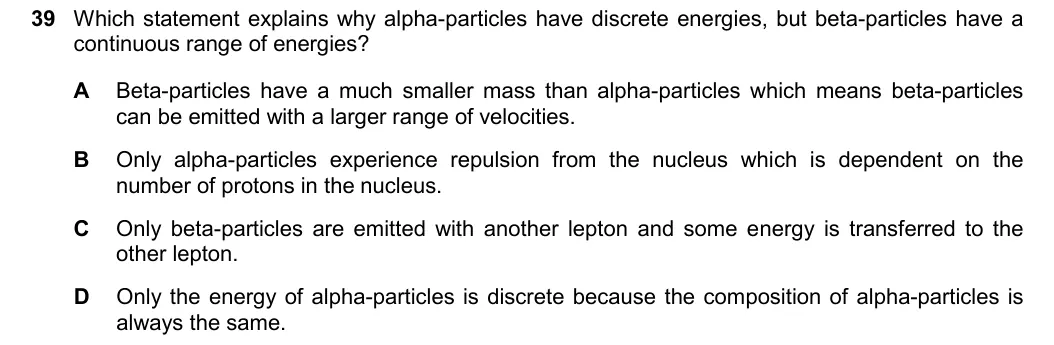 39 Which statement explains why alpha-particles have discrete energies, but beta-particles have a
continuous range of energies?
A Beta-particles have a much smaller mass than alpha-particles which means beta-particles
can be emitted with a larger range of velocities.
B Only alpha-particles experience repulsion from the nucleus which is dependent on the
number of protons in the nucleus.
C Only beta-particles are emitted with another lepton and some energy is transferred to the
other lepton.
D Only the energy of alpha-particles is discrete because the composition of alpha-particles is
always the same.